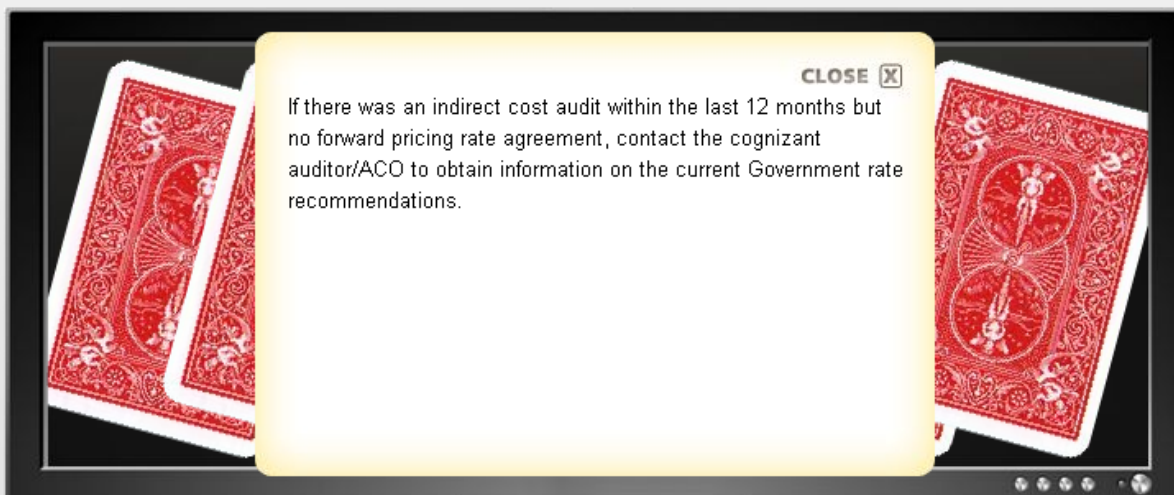 CLOSE X
If there was an indirect cost audit within the last 12 months but
no forward pricing rate agreement, contact the cognizant
auditor/ACO to obtain information on the current Government rate
recommendations.